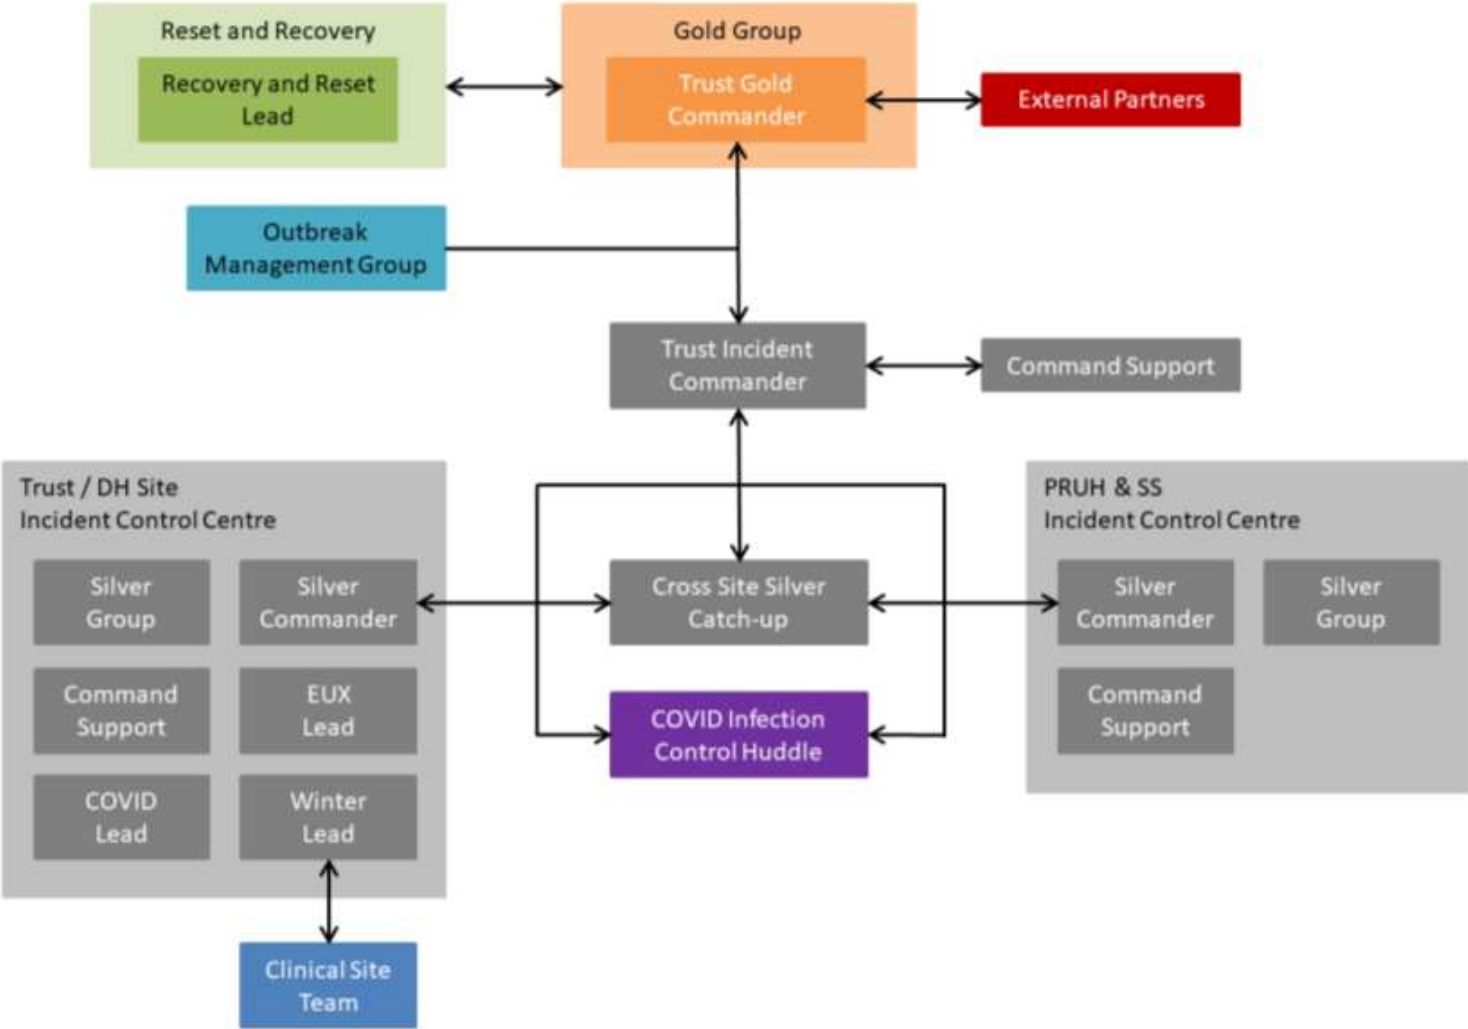 Reset and Recovery
Recovery and Reset
Lead
Gold Group
Trust Gold
Commander
External Partners
Outbreak
Management Group
Trust Incident
Commander
Command Support
Trust / DH Site
Incident Control Centre
Silver
Group
Silver
Commander
Command
Support
EUX
Lead
COVID
Lead
Winter
Lead
Cross Site Silver
Catch-up
COVID Infection
Control Huddle
PRUH & SS
Incident Control Centre
Silver
Commander
Silver
Group
Command
Support
Clinical Site
Team